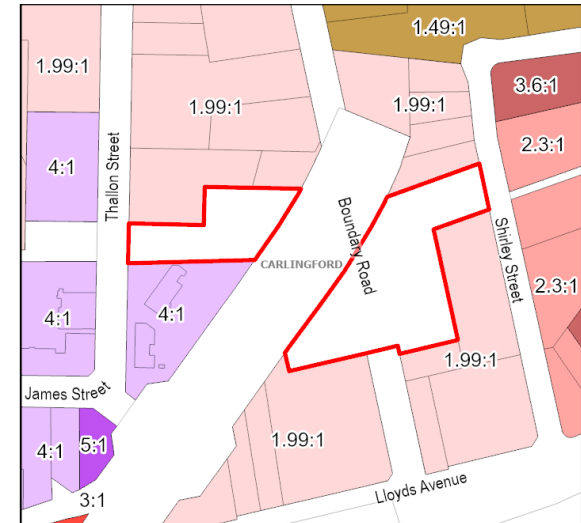 1.49:1
1.99:1
3.6:1
1.99:1
1.99:1
2.3:1
4:1
Thallon Street
Boundary Road
Shirley Street
CARLINGFORD
2.3:1
4:1
4:1
1.99:1
James Street
1.99:1
4:1
5:1
3:1
Lloyds Avenue